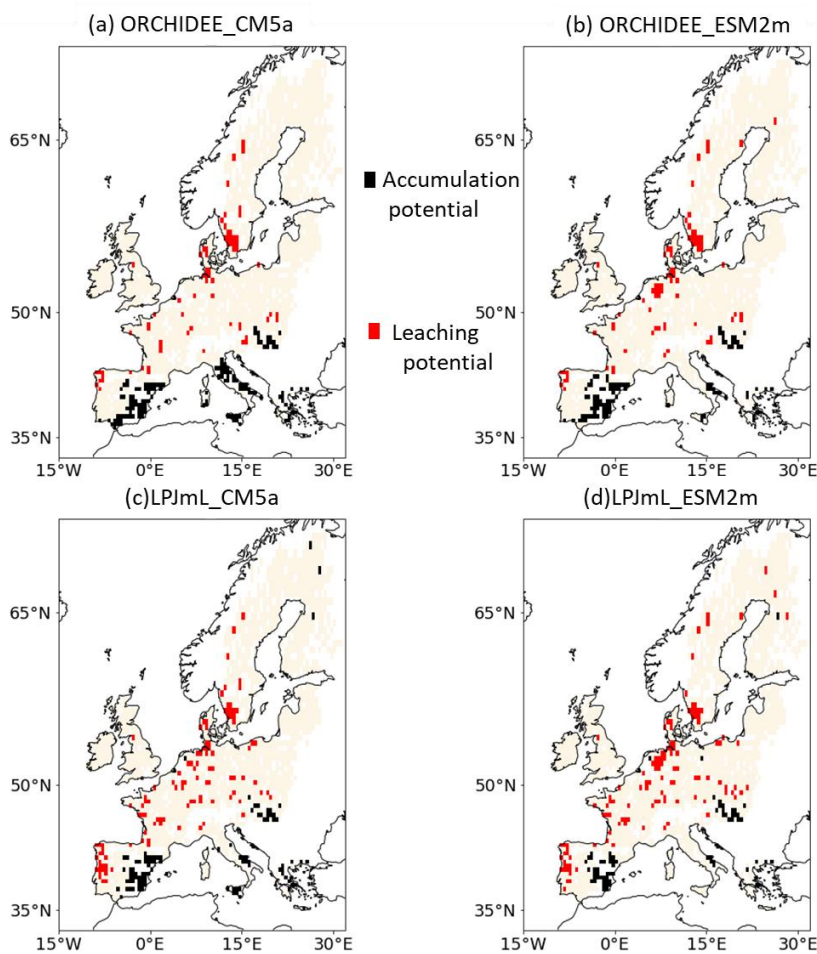 (a) ORCHIDEE_CM5a
(b) ORCHIDEE_ESM2m
65°N
50°N
35°N
15°W 0°E 15°E 30°E
Accumulation
potential
Leaching
potential
65°N
50°N
35°N
15°W 0°E 15°E 30°E
(c)LPJmL_CM5a
(d)LPJmL_ESM2m
65°N
50°N
35°N
15°W 0°E 15°E 30°E
65°N
50°N
35°N
15°W 0°E 15°E 30°E